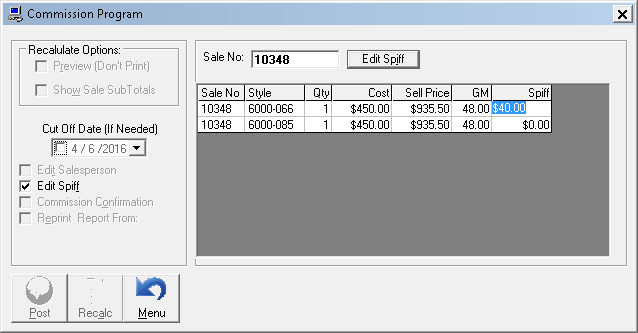 Commission Program
Recalulate Options:
Preview (Don't Print)
Show Sale SubTotals
Cut Off Date (If Needed)
4 / 6 /2016
Edit Salesperson
Edit Spiff
Commission Confirmation
Reprint Report From:
Sale No: 10348 Edit Spiff
Sale No Style Qty Cost Sell Price GM Spiff
10348 6000-066 1 $450.00 $935.50 48.00 $40.00
10348 6000-085 1 $450.00 $935.50 48.00 $0.00
Post Recalc Menu